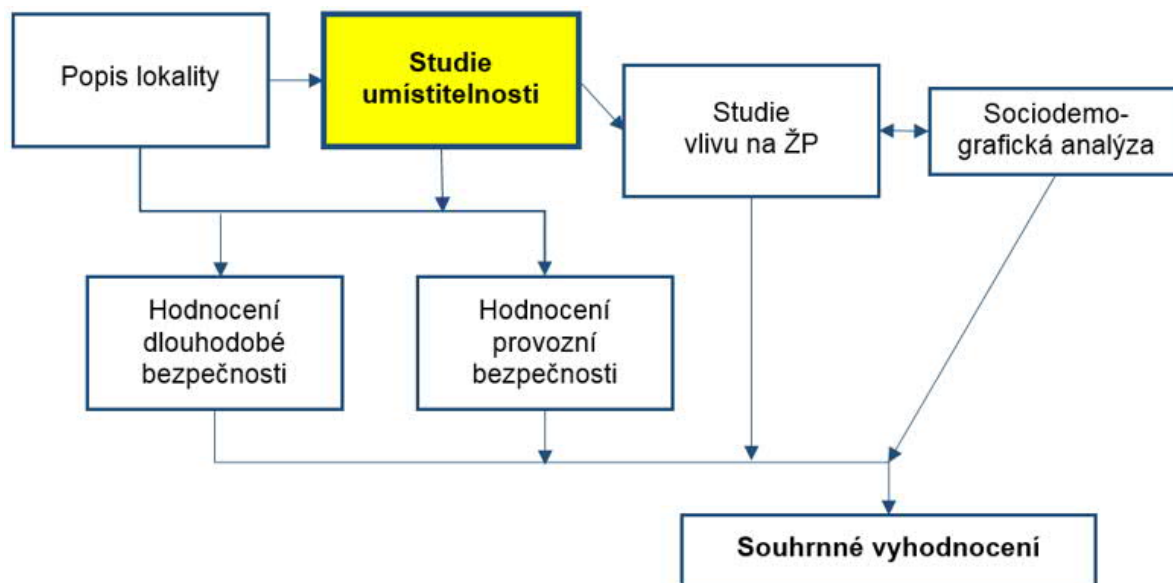 Popis lokality
Studie
umístitelnosti
Studie
vlivu na ŽP
Sociodemo-
grafická analýza
Hodnocení
dlouhodobé
bezpečnosti
Hodnocení
provozní
bezpečnosti
Souhrnné vyhodnocení